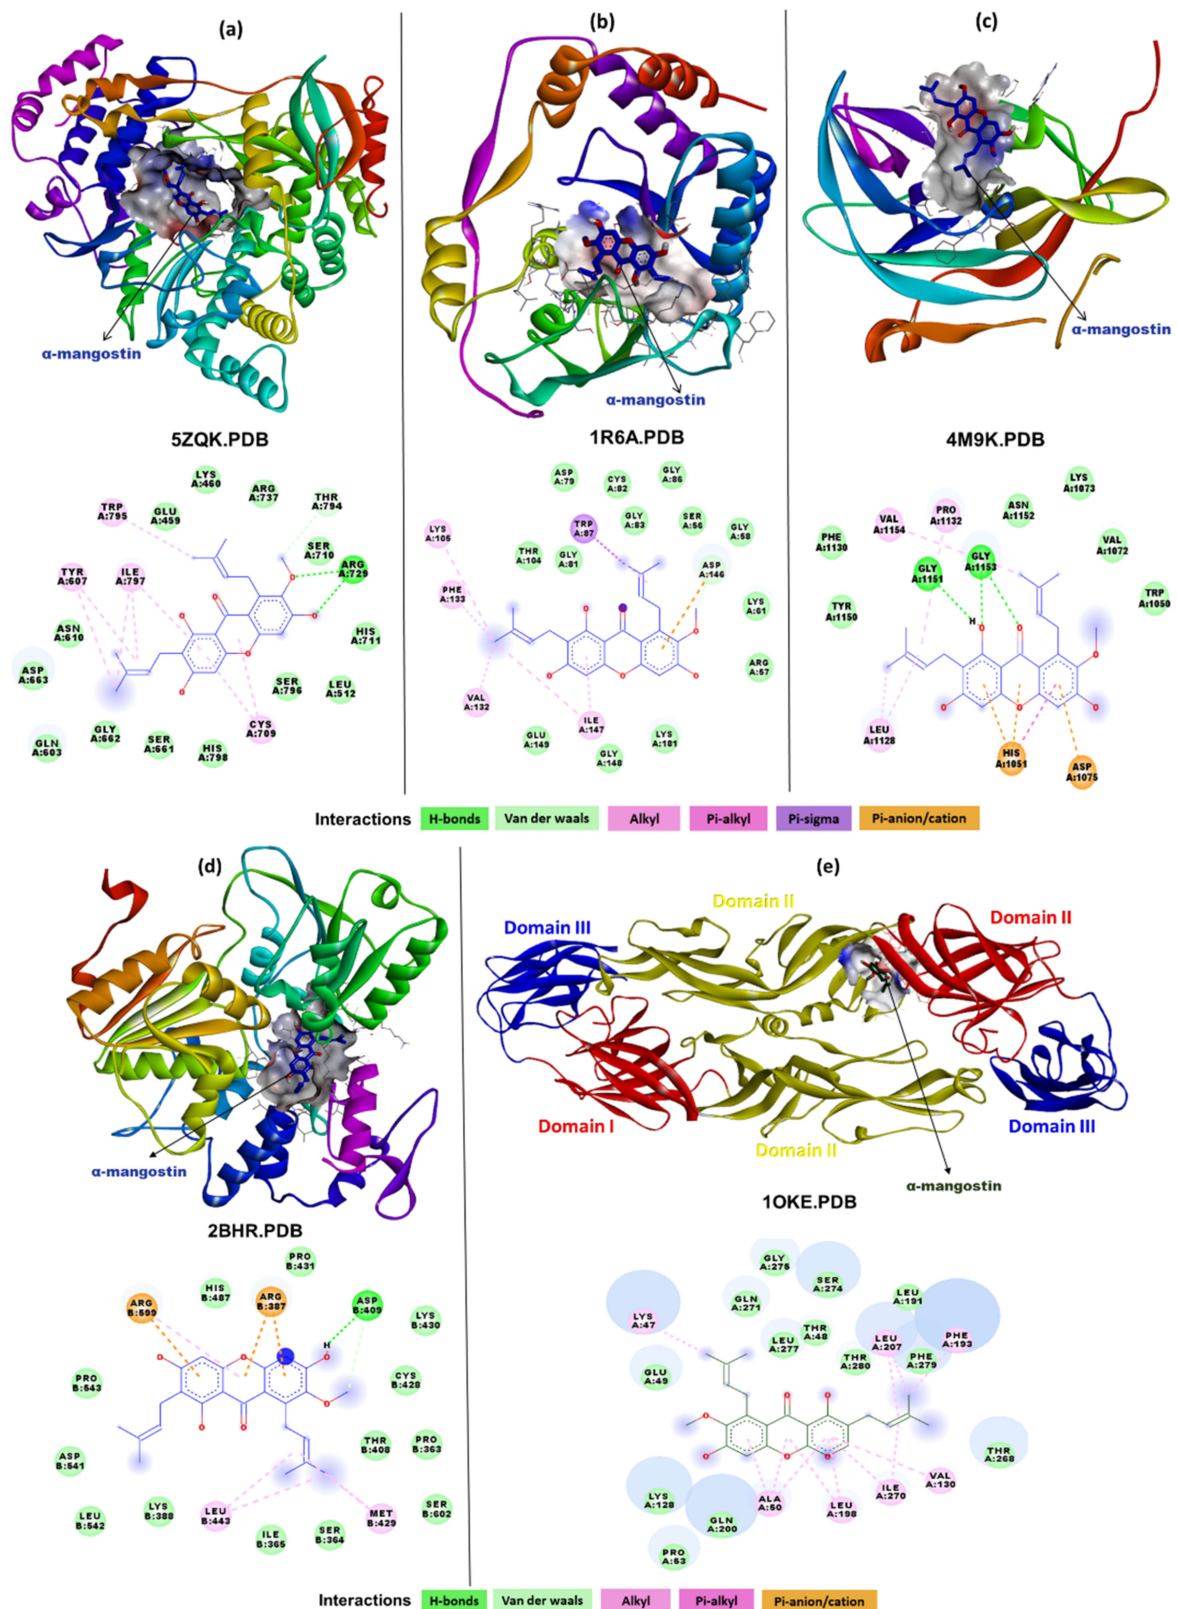 (a)
(b)
(c)
α-mangostin
α-mangostin
α-mangostin
5ZQK.PDB
1R6A.PDB
4M9K.PDB
LYS
A:460
ARG
A:737
THR
A:794
TRP
A:795
GLU
A:459
SER
A:710
ARG
A:729
TYR
A:607
ILE
A:797
ASN
A:610
HIS
A:711
ASP
A:663
SER
A:796
LEU
A:512
GLN
A:603
GLY
A:662
SER
A:661
HIS
A:798
CYS
A:709
O
O
O
O
O
O
ASP
A:79
CYS
A:82
GLY
A:86
LYS
A:105
TRP
A:87
GLY
A:83
SER
A:56
GLY
A:58
THR
A:104
GLY
A:81
ASP
A:146
PHE
A:133
LYS
A:61
ARG
A:57
VAL
A:132
ILE
A:147
GLU
A:149
GLY
A:148
LYS
A:181
O
O
O
O
O
LYS
A:1073
VAL
A:1154
PRO
A:1132
ASN
A:1152
PHE
A:1130
GLY
A:1151
GLY
A:1153
VAL
A:1072
TYR
A:1150
TRP
A:1050
LEU
A:1128
HIS
A:1051
ASP
A:1075
H
O
O
O
O
O
O
Interactions H-bonds Van der waals Alkyl Pi-alkyl Pi-sigma Pi-anion/cation
(d)
(e)
Domain II
Domain II
Domain III
Domain I
Domain III
Domain II
α-mangostin
α-mangostin
2BHR.PDB
1OKE.PDB
PRO
B:431
HIS
B:487
ARG
B:599
ARG
B:387
ASP
B:409
LYS
B:430
PRO
B:543
CYS
B:428
THR
B:408
PRO
B:363
ASP
B:541
LEU
B:542
LYS
B:388
LEU
B:443
ILE
B:365
SER
B:364
MET
B:429
SER
B:602
H
O
O
O
O
O
O
GLY
A:275
SER
A:274
GLN
A:271
LEU
A:191
LYS
A:47
LEU
A:277
THR
A:48
LEU
A:207
PHE
A:193
GLU
A:49
THR
A:280
PHE
A:279
THR
A:268
LYS
A:128
GLN
A:200
ALA
A:50
LEU
A:198
ILE
A:270
VAL
A:130
PRO
A:53
O
O
O
O
O
O
Interactions H-bonds Van der waals Alkyl Pi-alkyl Pi-anion/cation